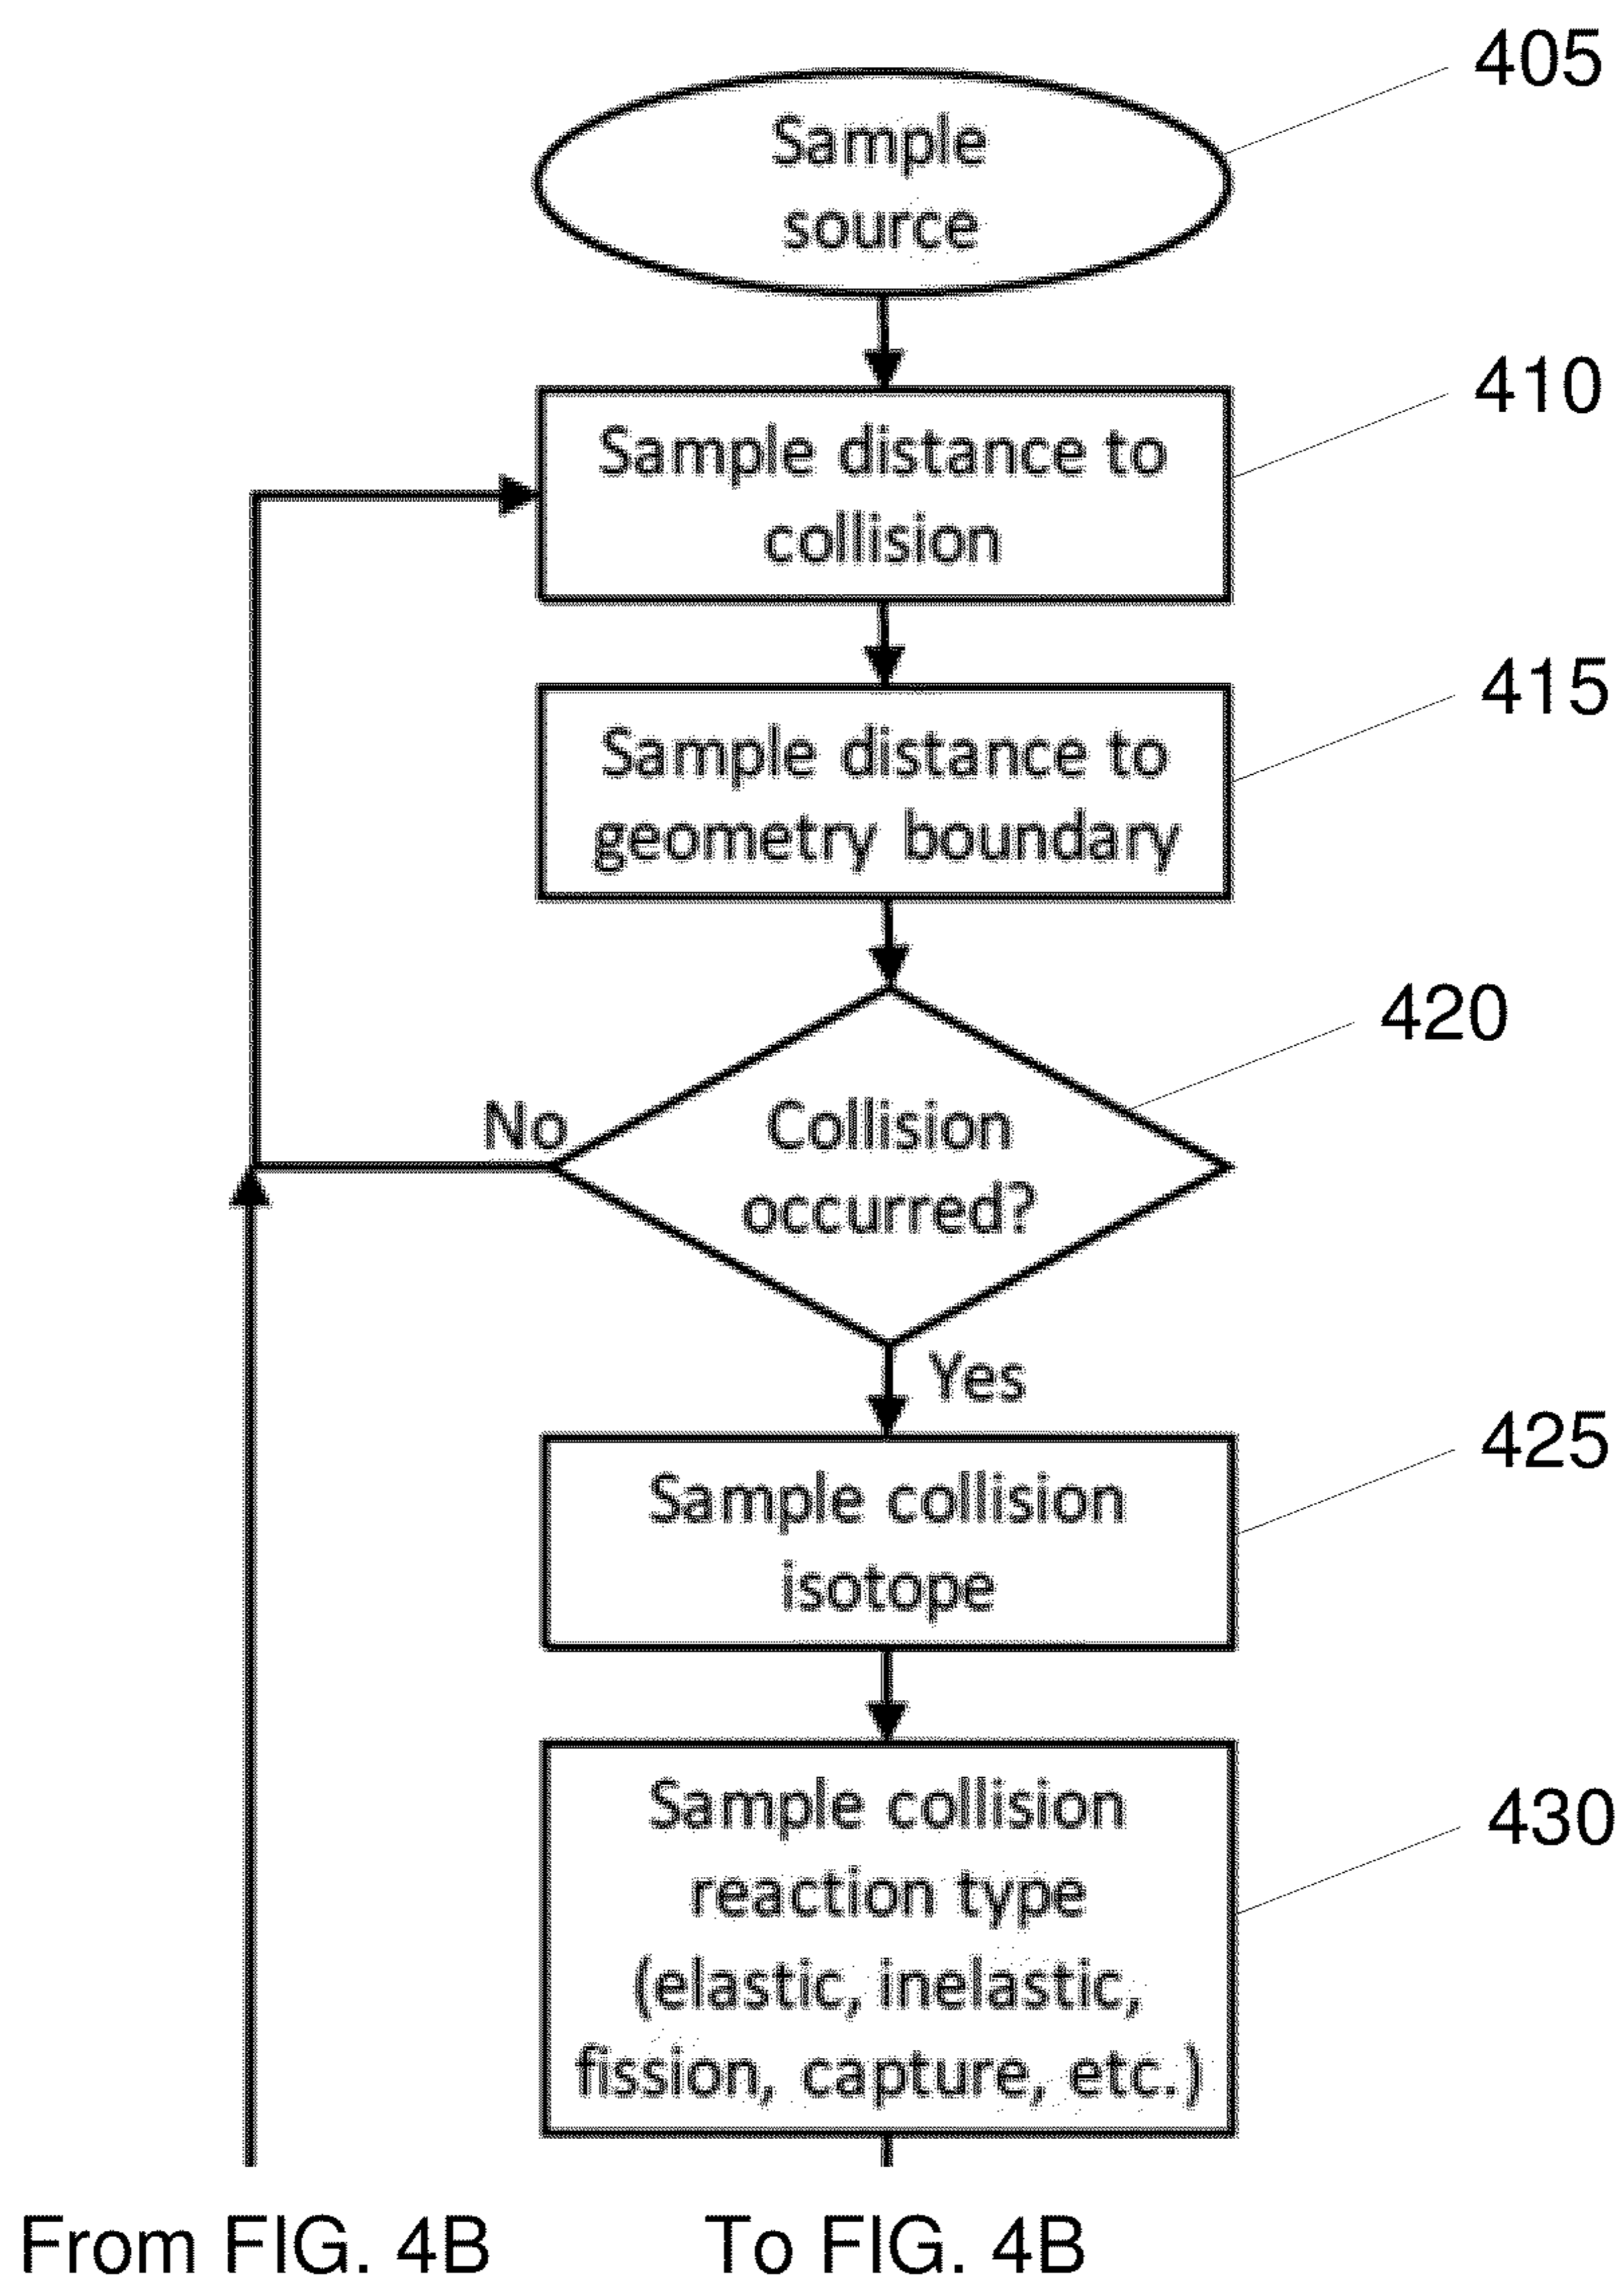 405
Sample
source
410
Sample distance to
collision
415
Sample distance to
geometry boundary
420
No
Collision
occurred?
Yes
425
Sample collision
isotope
430
Sample collision
reaction type
(elastic, inelastic,
fission, capture, etc.)
From FIG. 4B
To FIG. 4B